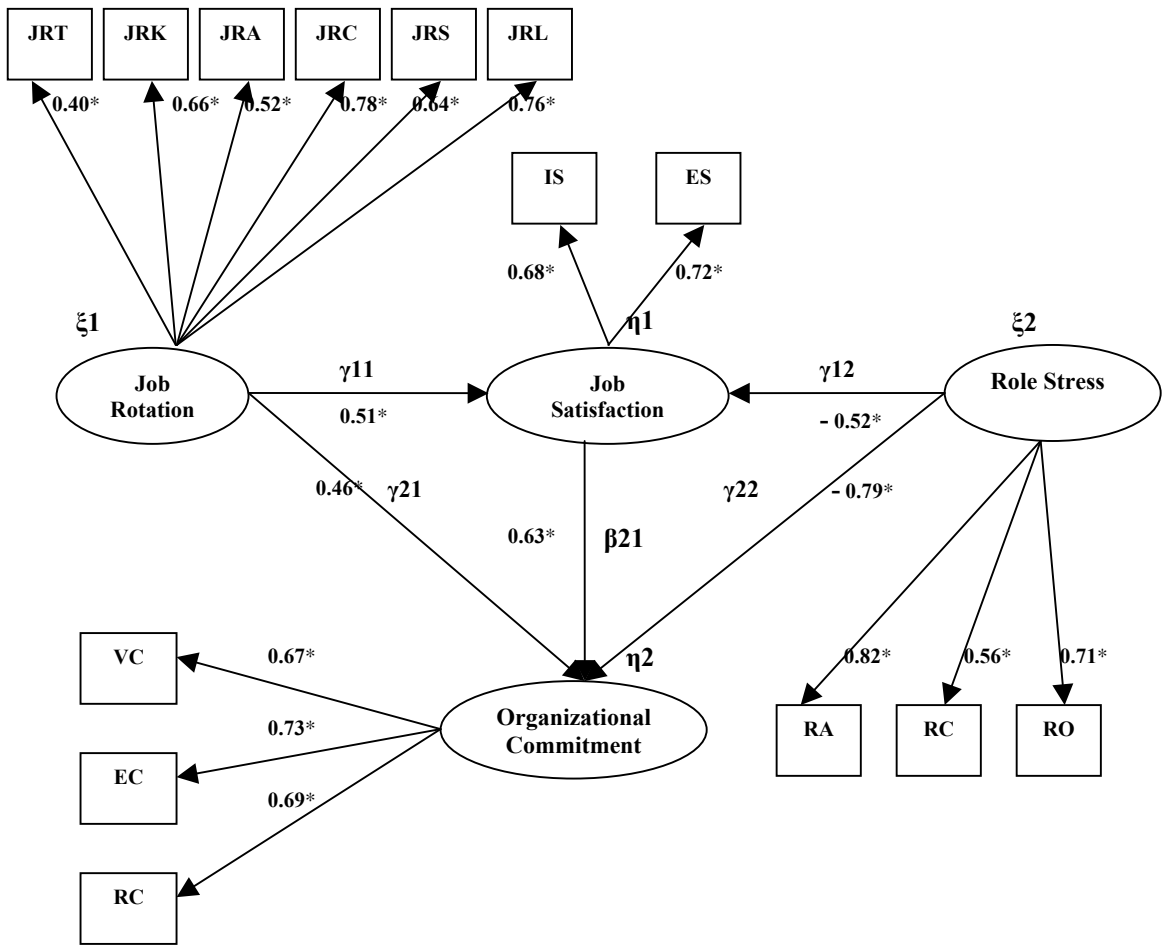 JRT
JRK
JRA
JRC
JRS
JRL
0.40*
0.66*
0.52*
0.78*
0.64*
0.76*
IS
ES
0.68*
0.72*
ξ1
η1
ξ2
Job
Rotation
γ11
0.51*
Job
Satisfaction
γ12
- 0.52*
Role Stress
0.46*
γ21
0.63*
β21
γ22
- 0.79*
VC
0.67*
η2
0.82*
0.56*
0.71*
EC
0.73*
Organizational
Commitment
RA
RC
RO
0.69*
RC